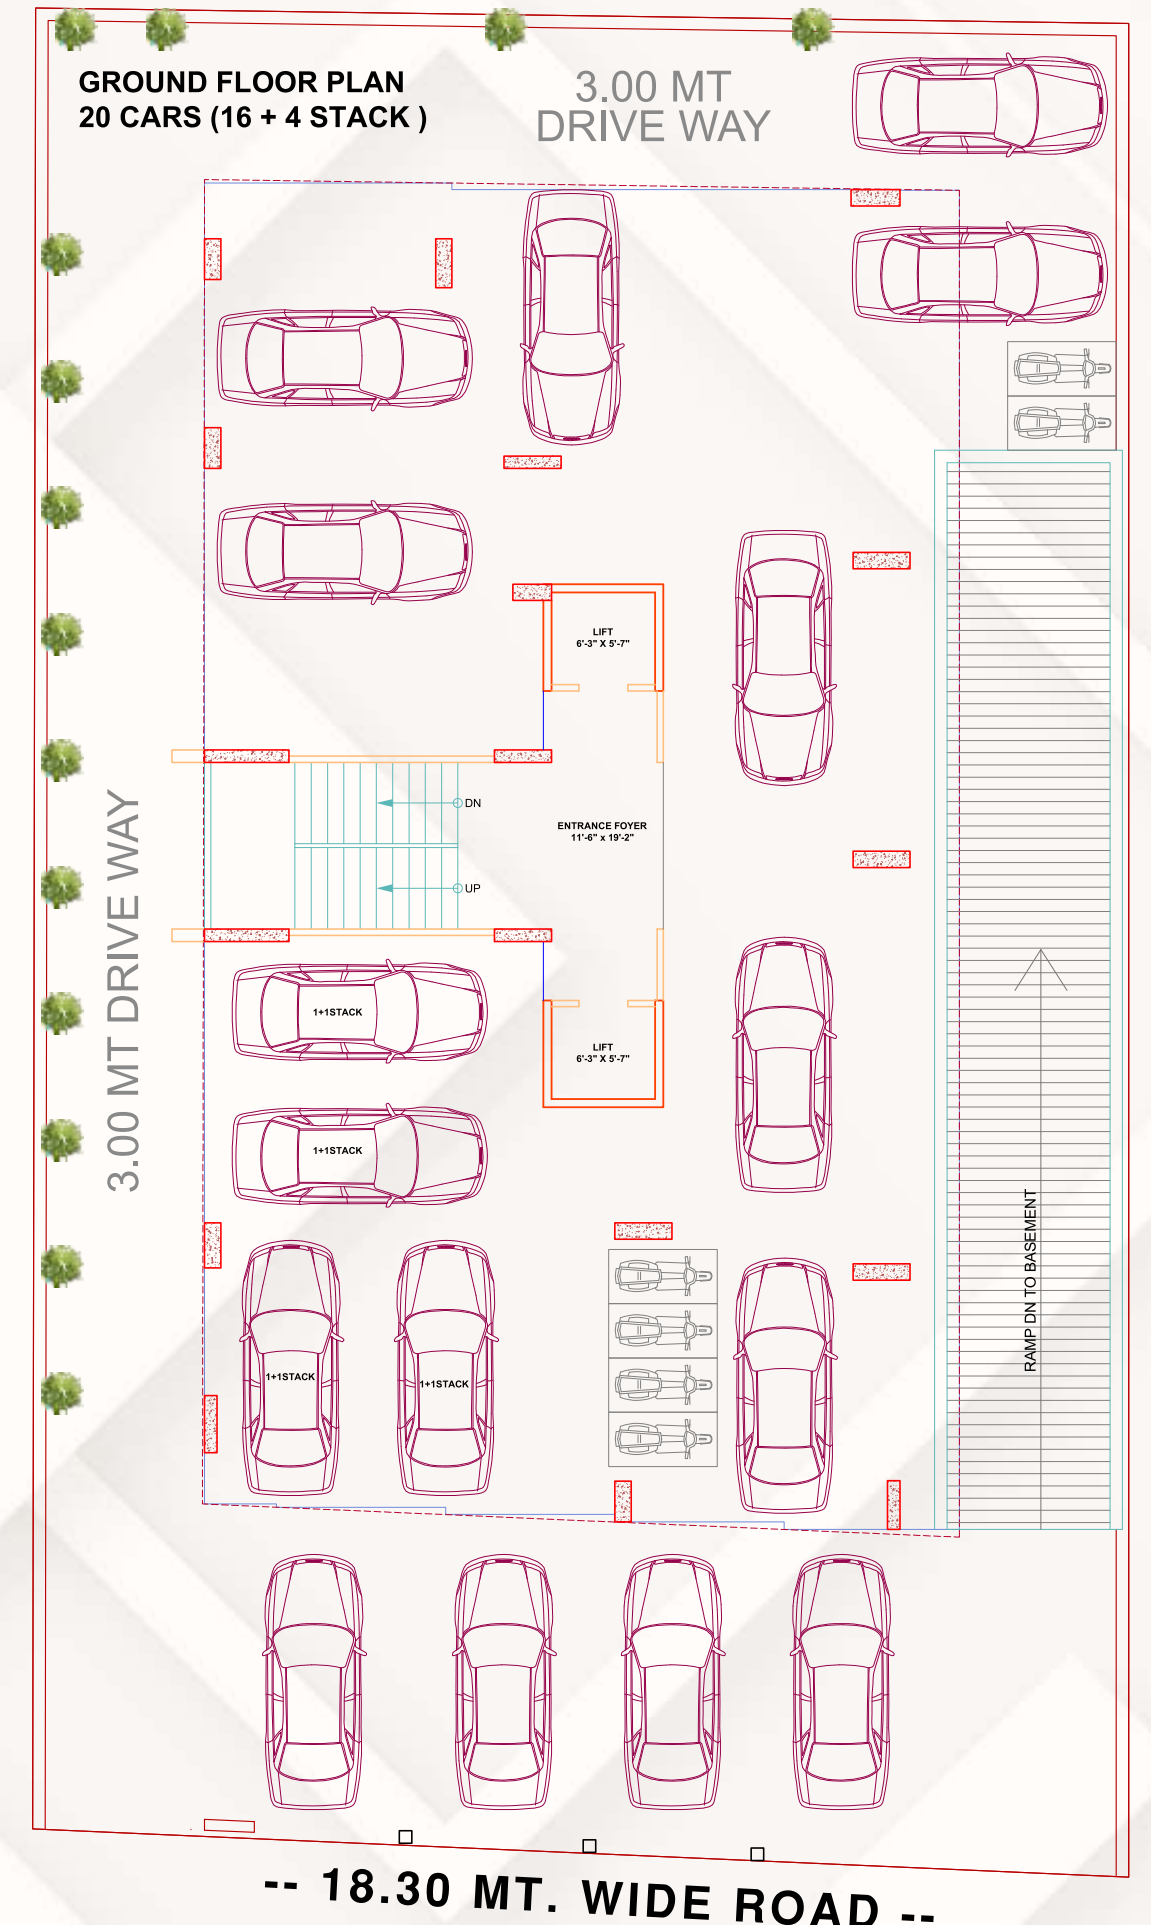 GROUND FLOOR PLAN
20 CARS (16 + 4 STACK )
3.00 MT
DRIVE WAY
LIFT
6'-3" X 5'-7"
DN
ENTRANCE FOYER
11'-6" x 19'-2"
UP
3.00 MT DRIVE WAY
1+1STACK
LIFT
6'-3" X 5'-7"
1+1STACK
RAMP DN TO BASEMENT
1+1STACK
1+1STACK
-- 18.30 MT. WIDE ROAD --